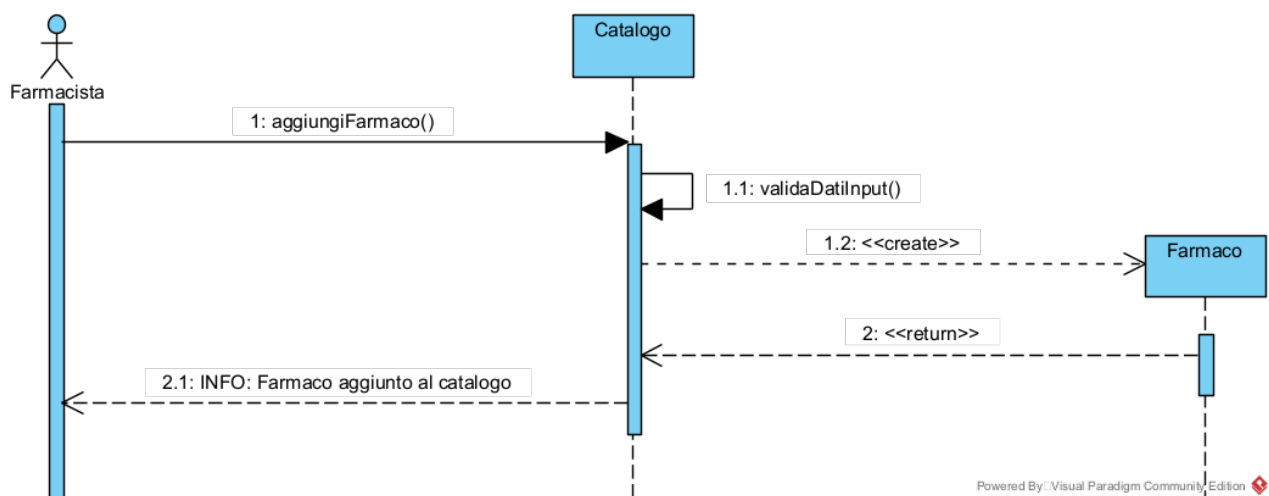 Farmacista
Catalogo
1: aggiungiFarmaco()
1.1: validaDatiInput()
1.2: <<create>>
Farmaco
2: <<return>>
2.1: INFO: Farmaco aggiunto al catalogo
Powered By Visual Paradigm Community Edition